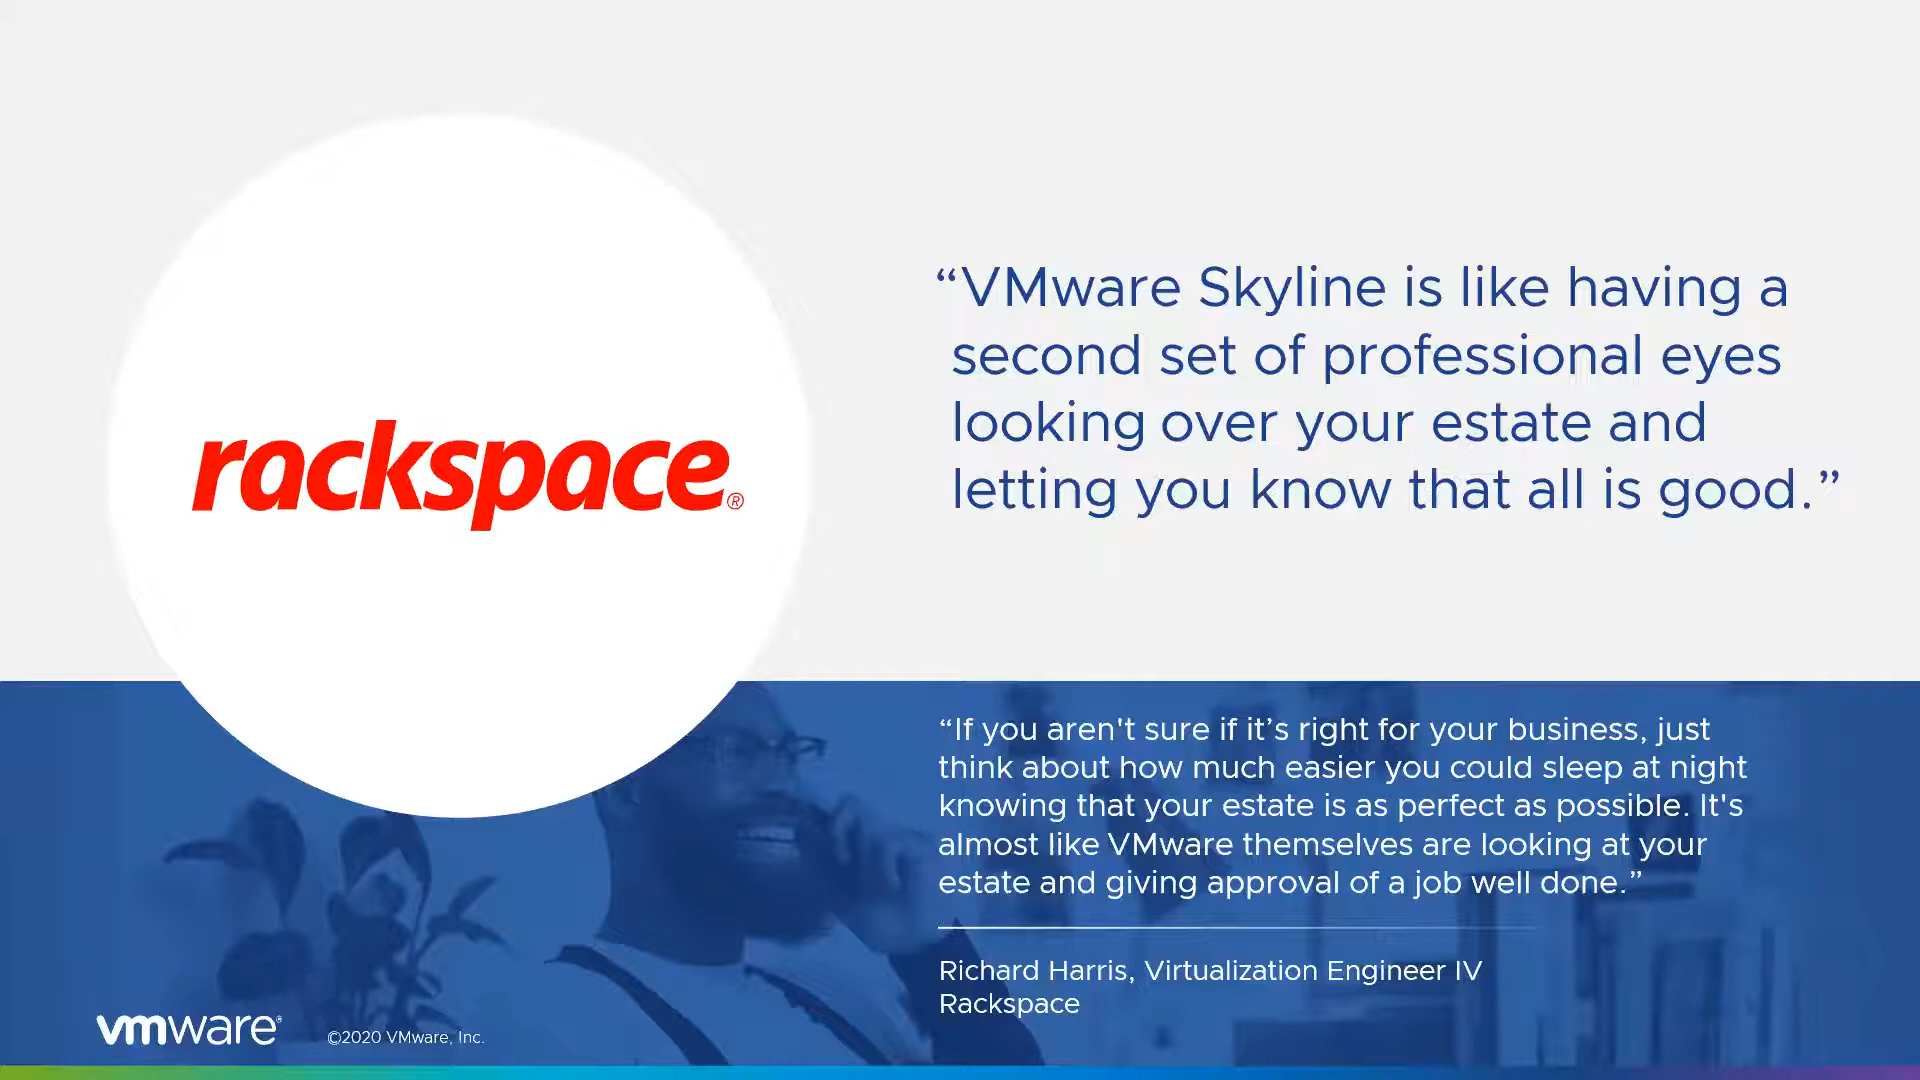 rackspace®
“VMware Skyline is like having a
second set of professional eyes
looking over your estate and
letting you know that all is good.”
“If you aren't sure if it’s right for your business, just
think about how much easier you could sleep at night
knowing that your estate is as perfect as possible. It's
almost like VMware themselves are looking at your
estate and giving approval of a job well done.”
Richard Harris, Virtualization Engineer IV
Rackspace
vmware®
©2020 VMware, Inc.